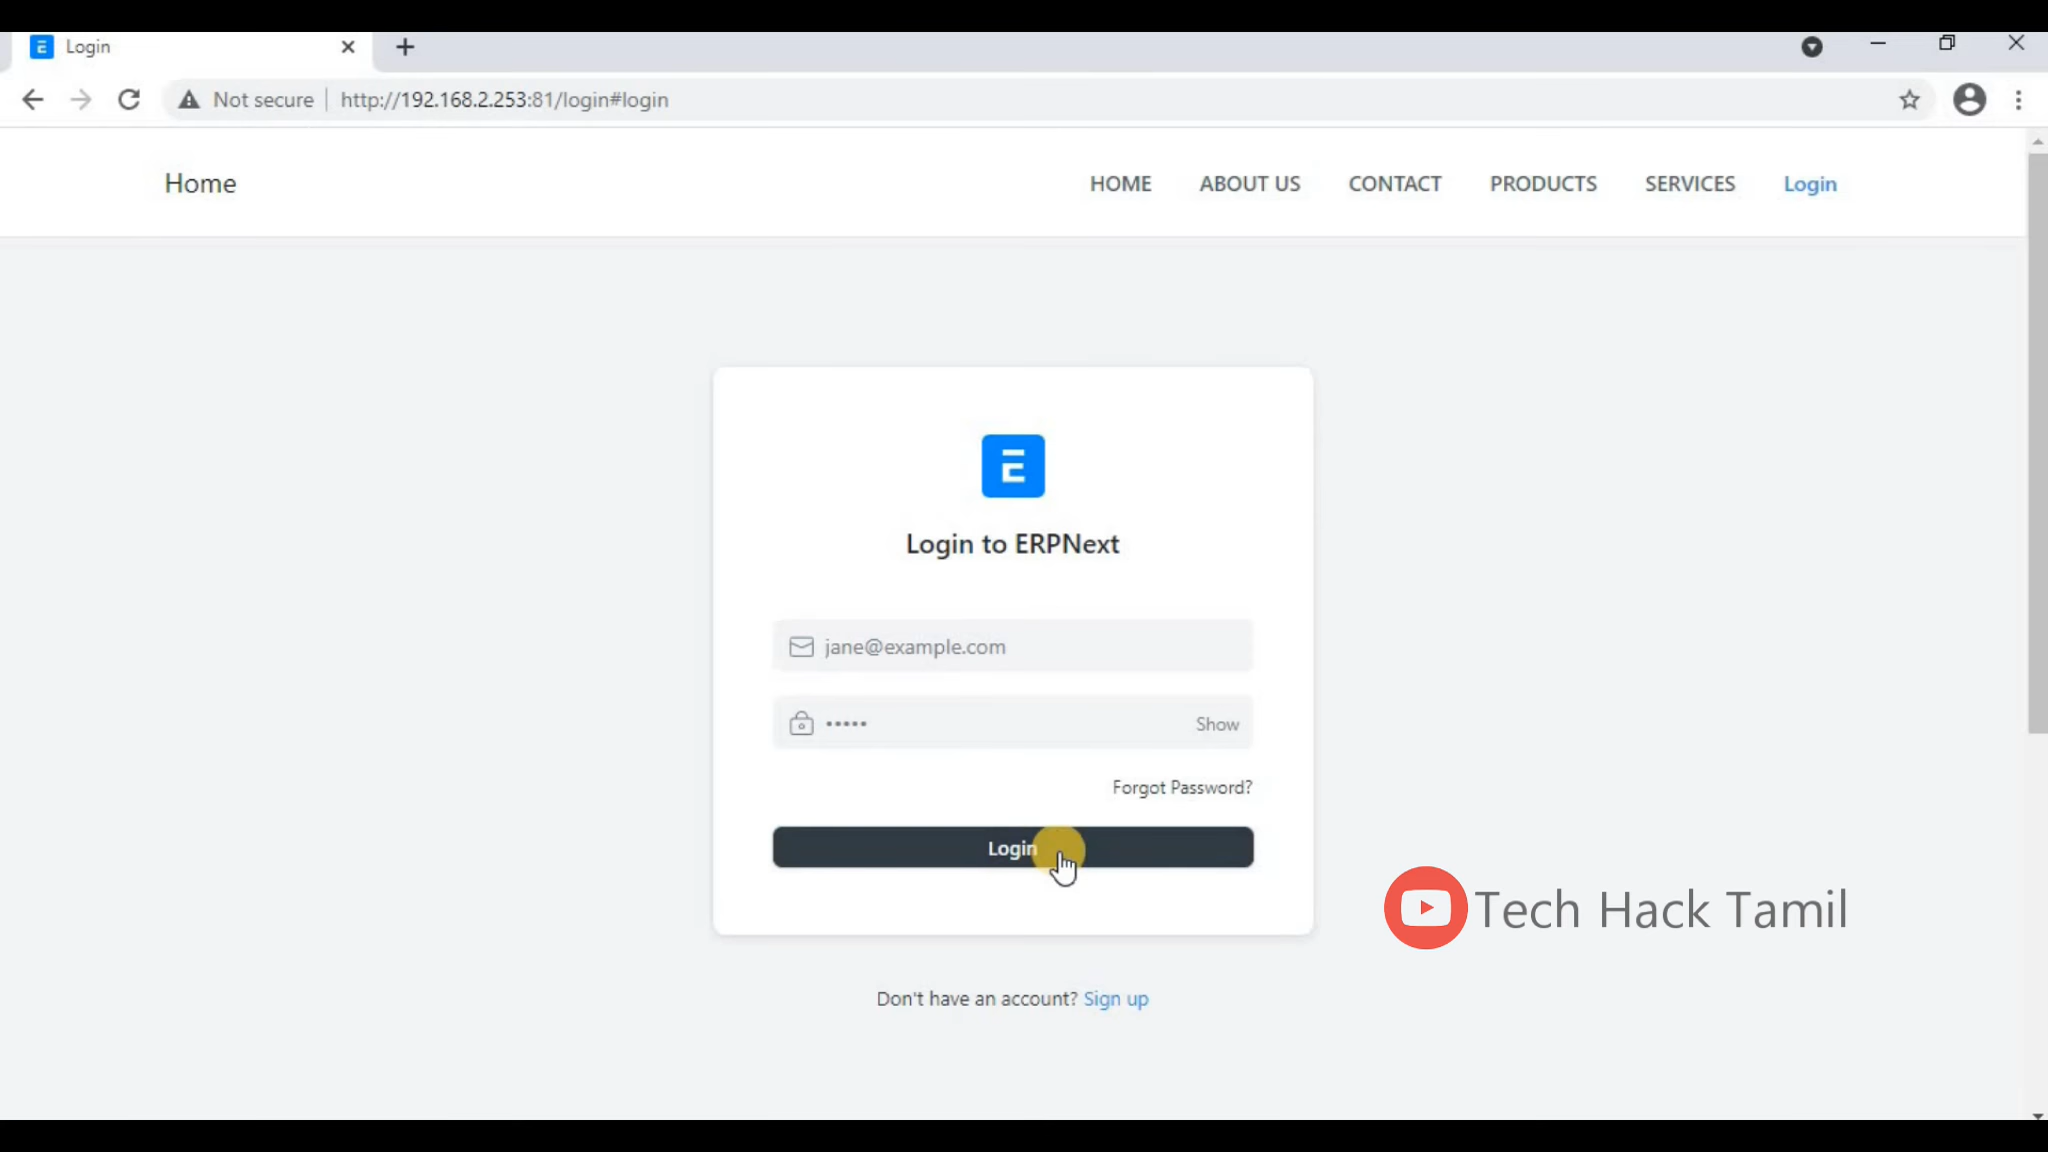 Login
Not secure
http://192.168.2.253:81/login#login
Home
HOME
ABOUT US
CONTACT
PRODUCTS
SERVICES
Login
E
Login to ERPNext
jane@example.com
•••••
Show
Forgot Password?
Login
Tech Hack Tamil
Don't have an account? Sign up